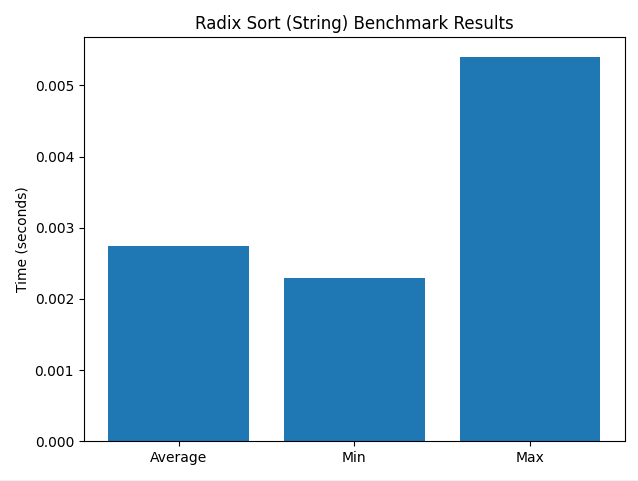 Radix Sort (String) Benchmark Results
Time (seconds)
0.005
0.004
0.003
0.002
0.001
0.000
Average Min Max